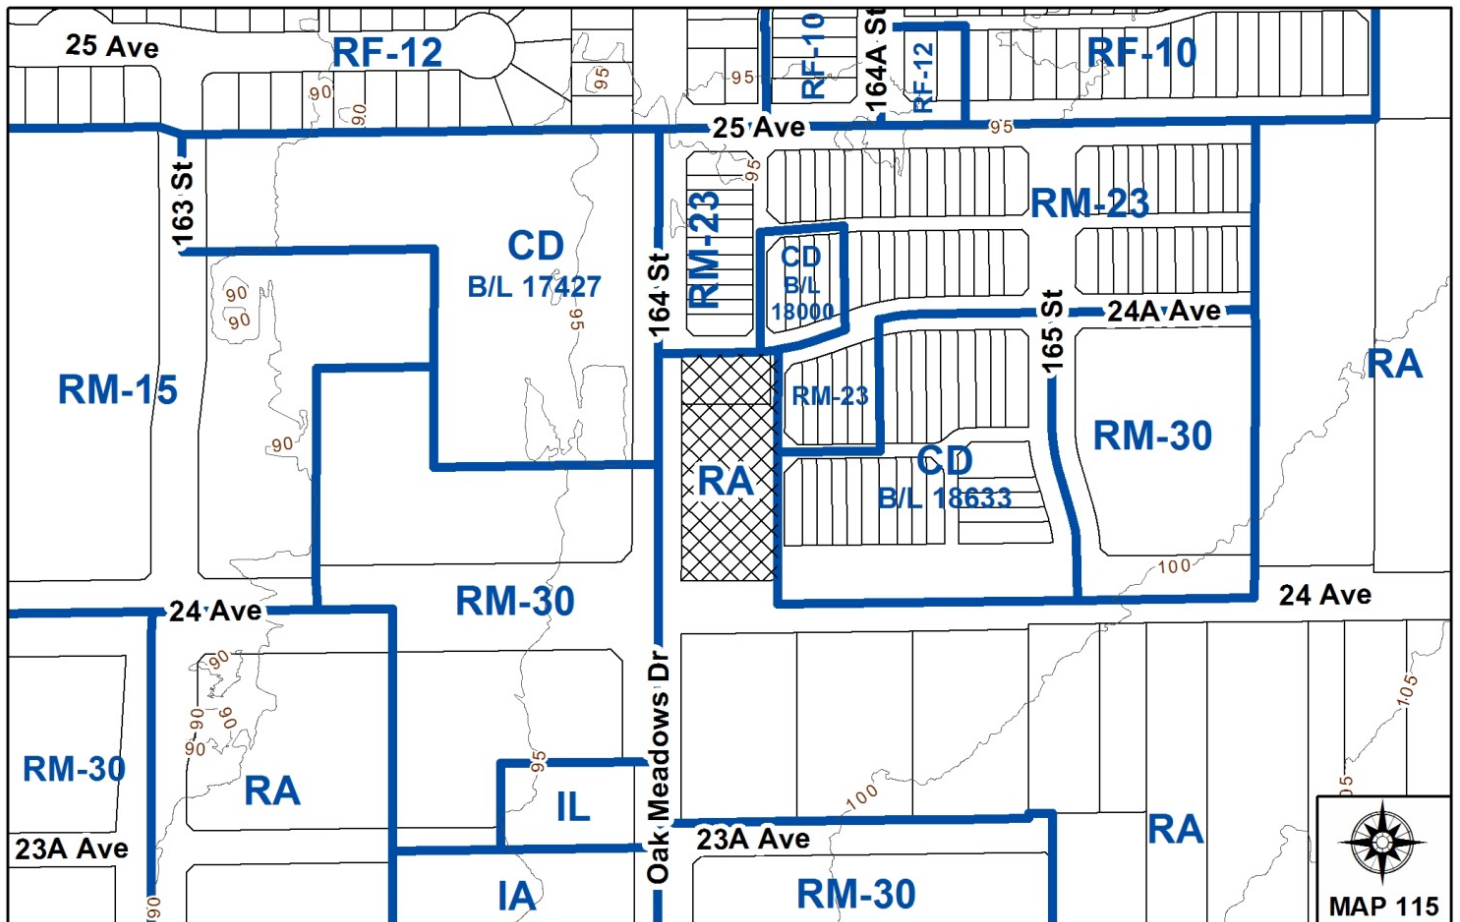 25 Ave
RF-12
95
95
RF-10
164A St
RF-12
RF-10
90
90
25 Ave
95
163 St
95
RM-23
RM-23
CD
B/L 17427
164 St
CD
B/L
18000
90
90
95
165 St
24A Ave
RM-15
RM-23
RA
90
RA
CD
B/L 18633
RM-30
100
24 Ave
RM-30
24 Ave
90
90
90
90
RM-30
RA
95
IL
Oak Meadows Dr
100
105
05
23A Ave
23A Ave
RA
90
IA
RM-30
MAP 115